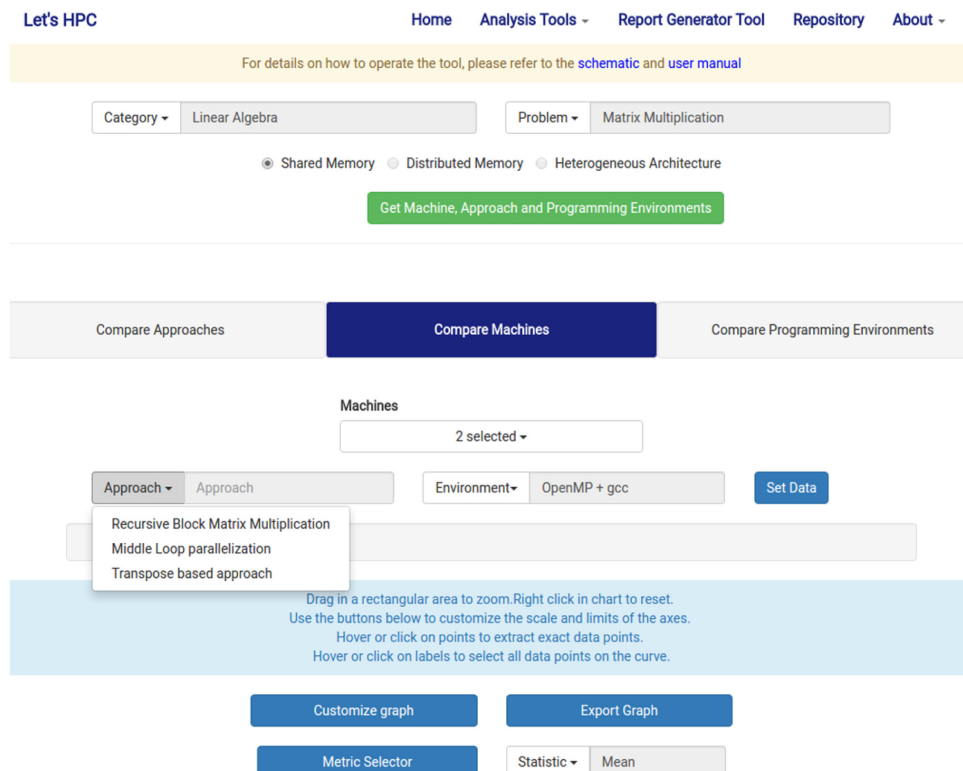 Let's HPC Home Analysis Tools Report Generator Tool Repository About
For details on how to operate the tool, please refer to the schematic and user manual
Category Linear Algebra Problem Matrix Multiplication
Shared Memory Distributed Memory Heterogeneous Architecture
Get Machine, Approach and Programming Environments
Compare Approaches Compare Machines Compare Programming Environments
Machines
2 selected
Approach Approach Environment OpenMP + gcc Set Data
Recursive Block Matrix Multiplication
Middle Loop parallelization
Transpose based approach
Drag in a rectangular area to zoom.Right click in chart to reset.
Use the buttons below to customize the scale and limits of the axes.
Hover or click on points to extract exact data points.
Hover or click on labels to select all data points on the curve.
Customize graph Export Graph
Metric Selector Statistic Mean